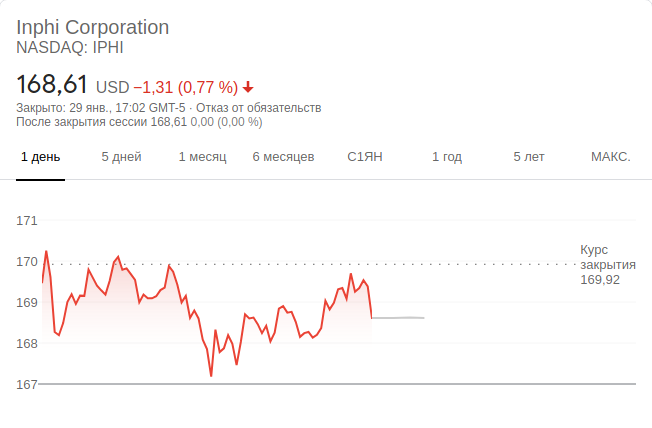 Inphi Corporation
NASDAQ: IPHI
168,61 USD −1,31 (0,77 %)
Закрыто: 29 янв., 17:02 GMT-5 · Отказ от обязательств
После закрытия сессии 168,61 0,00 (0,00 %)
1 день 5 дней 1 месяц 6 месяцев С1ЯН 1 год 5 лет МАКС.
171
170
169
168
167
Курс
закрытия
169,92